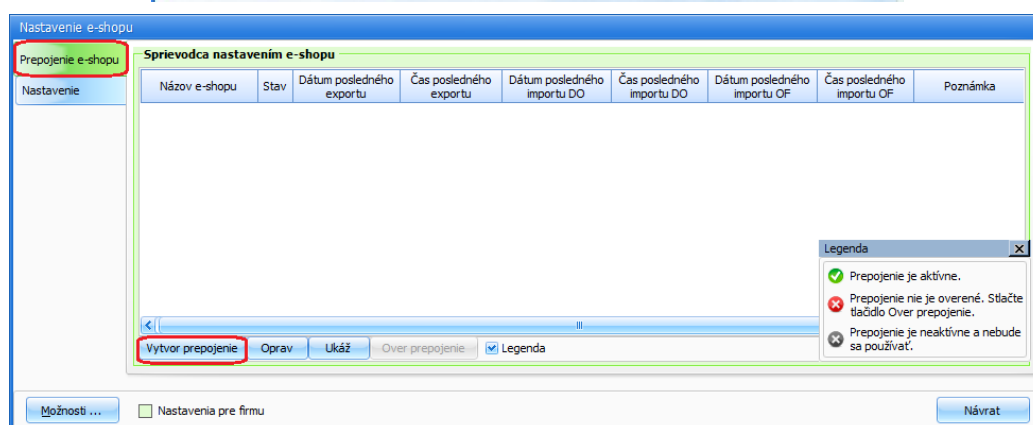 Nastavenie e-shopu
Prepojenie e-shopu
Nastavenie
Sprievodca nastavením e-shopu
Názov e-shopu
Stav
Dátum posledného
exportu
Čas posledného
exportu
Dátum posledného
importu DO
Čas posledného
importu DO
Dátum posledného
importu OF
Čas posledného
importu OF
Poznámka
Legenda
Prepojenie je aktívne.
Prepojenie nie je overené. Stlačte
tlačidlo Over prepojenie.
Prepojenie je neaktívne a nebude
sa používať.
Vytvor prepojenie
Oprav
Ukáž
Over prepojenie
Legenda
Možnosti ...
Nastavenia pre firmu
Návrat